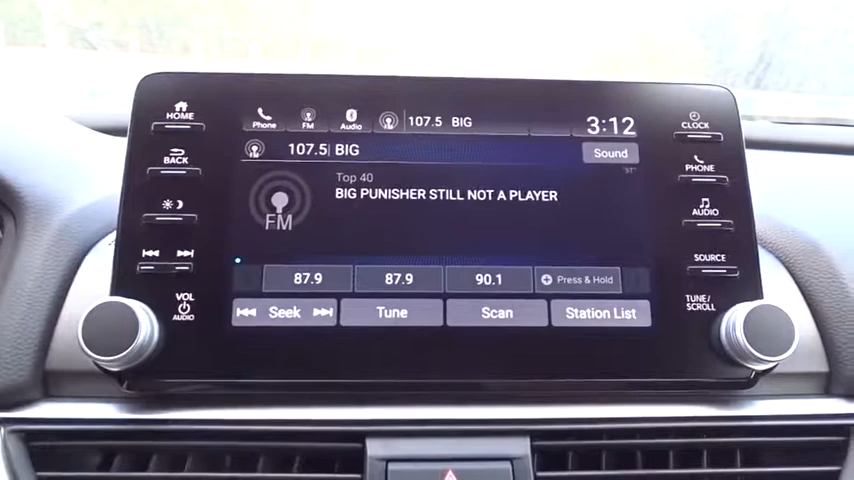 HOME
BACK
VOL
AUDIO
Phone
FM
Audio
107.5 BIG
3:12
107.5 BIG
Sound
"ST"
Top 40
BIG PUNISHER STILL NOT A PLAYER
FM
87.9
87.9
90.1
Press & Hold
Seek
Tune
Scan
Station List
CLOCK
PHONE
AUDIO
SOURCE
TUNE/
SCROLL